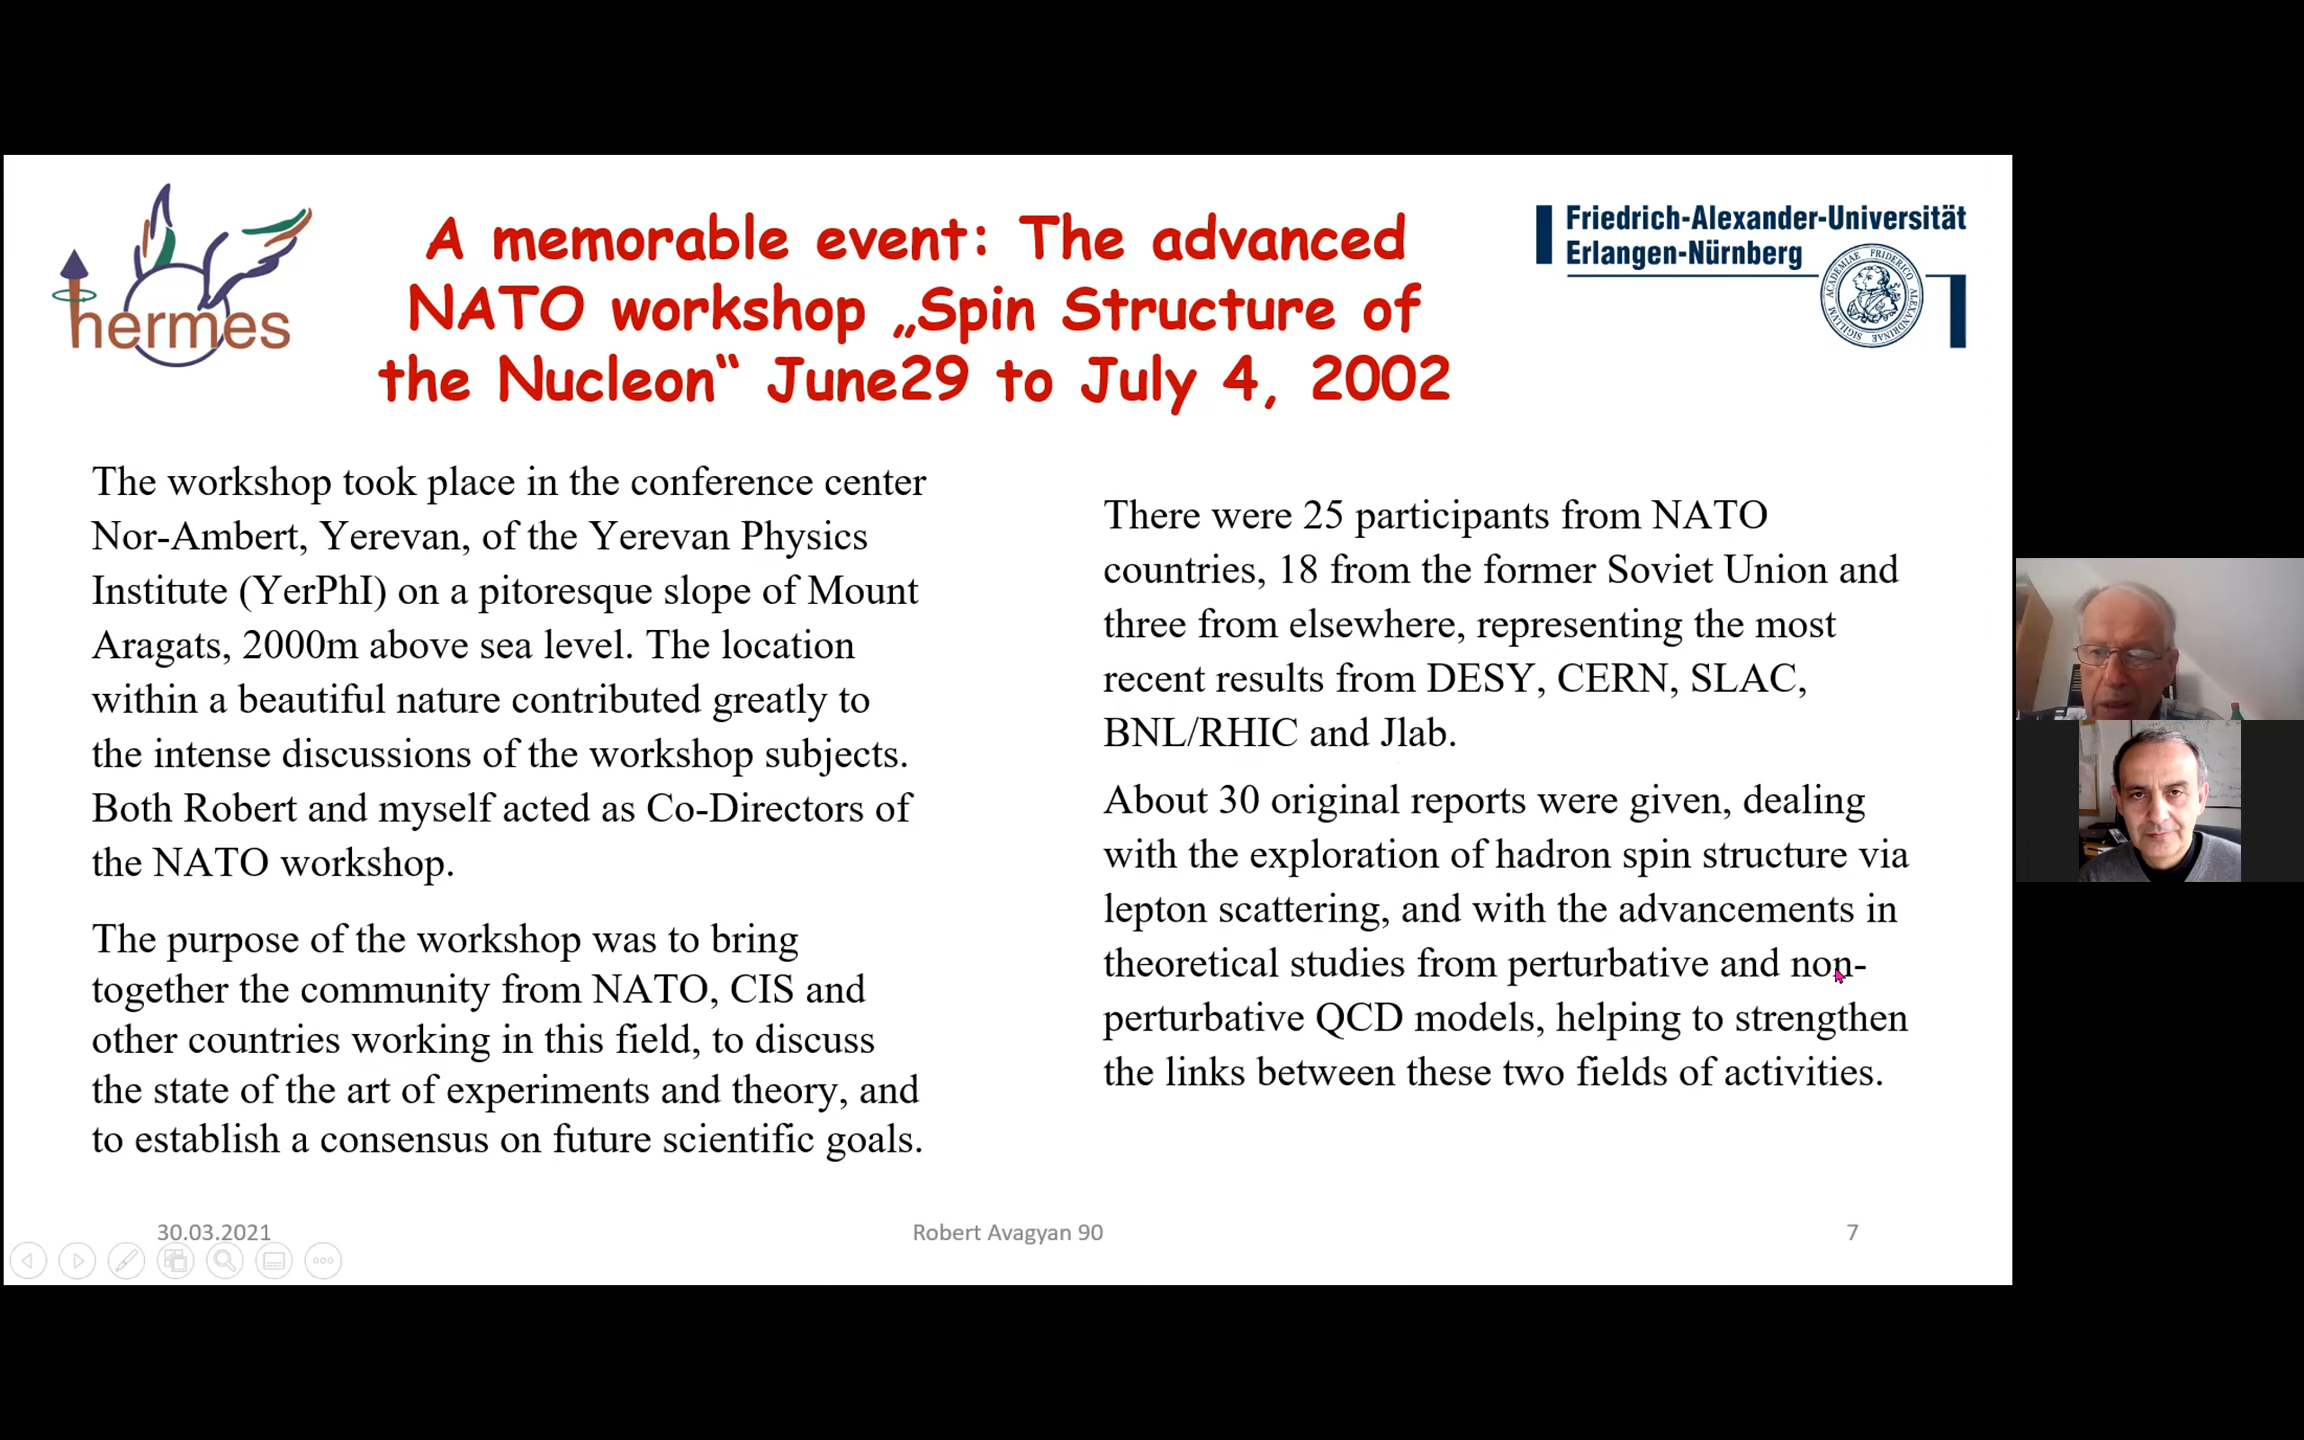 hermes
A memorable event: The advanced
NATO workshop „Spin Structure of
the Nucleon“ June29 to July 4, 2002
Friedrich-Alexander-Universität
Erlangen-Nürnberg
SIGILLVM ACADEMIAE FRIDERICO ALEXANDRINAE
The workshop took place in the conference center
Nor-Ambert, Yerevan, of the Yerevan Physics
Institute (YerPhI) on a pitoresque slope of Mount
Aragats, 2000m above sea level. The location
within a beautiful nature contributed greatly to
the intense discussions of the workshop subjects.
Both Robert and myself acted as Co-Directors of
the NATO workshop.
The purpose of the workshop was to bring
together the community from NATO, CIS and
other countries working in this field, to discuss
the state of the art of experiments and theory, and
to establish a consensus on future scientific goals.
There were 25 participants from NATO
countries, 18 from the former Soviet Union and
three from elsewhere, representing the most
recent results from DESY, CERN, SLAC,
BNL/RHIC and Jlab.
About 30 original reports were given, dealing
with the exploration of hadron spin structure via
lepton scattering, and with the advancements in
theoretical studies from perturbative and non-
perturbative QCD models, helping to strengthen
the links between these two fields of activities.
30.03.2021
Robert Avagyan 90
7